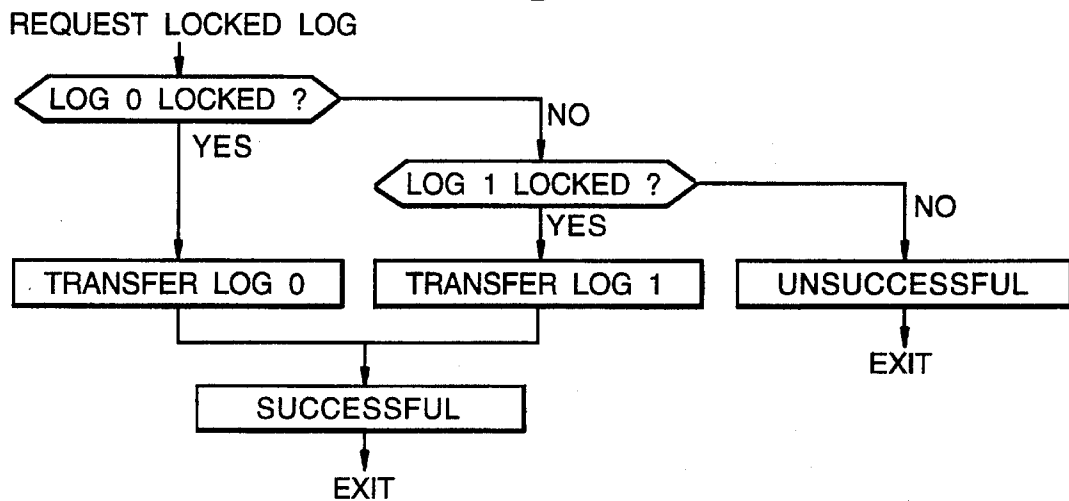 REQUEST LOCKED LOG
LOG 0 LOCKED ?
NO
YES
LOG 1 LOCKED ?
NO
YES
TRANSFER LOG 0
TRANSFER LOG 1
UNSUCCESSFUL
EXIT
SUCCESSFUL
EXIT